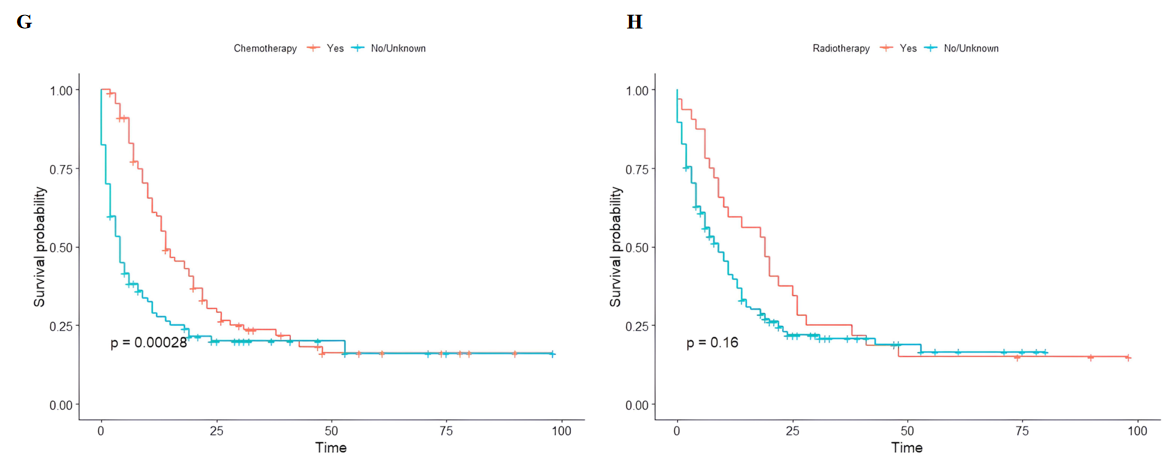 G
Chemotherapy Yes No/Unknown
Survival probability
1.00
0.75
0.50
0.25
0.00
p = 0.00028
0 25 50 75 100
Time
H
Radiotherapy Yes No/Unknown
Survival probability
1.00
0.75
0.50
0.25
0.00
p = 0.16
0 25 50 75 100
Time